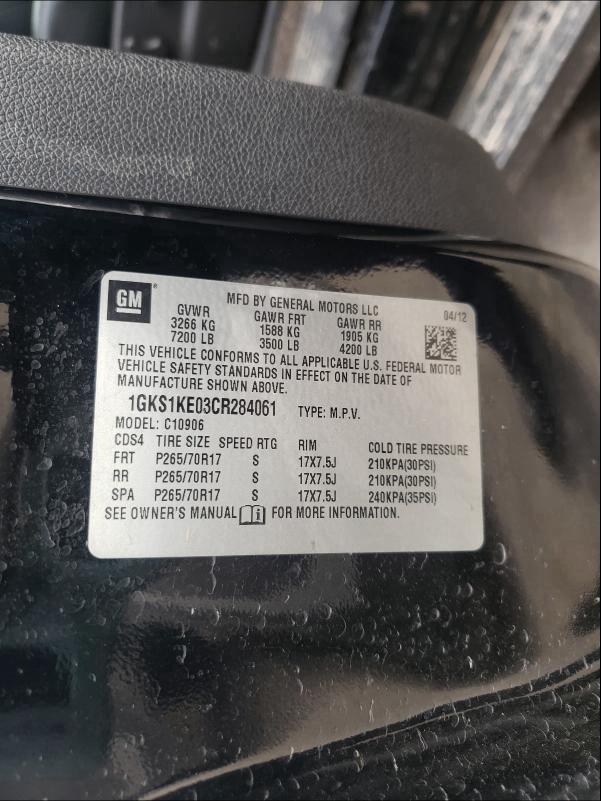 GM
MFD BY GENERAL MOTORS LLC 04/12
GVWR GAWR FRT GAWR RR
3266 KG 1588 KG 1905 KG
7200 LB 3500 LB 4200 LB
THIS VEHICLE CONFORMS TO ALL APPLICABLE U.S. FEDERAL MOTOR
VEHICLE SAFETY STANDARDS IN EFFECT ON THE DATE OF
MANUFACTURE SHOWN ABOVE.
1GKS1KE03CR284061 TYPE: M.P.V.
MODEL: C10906
CDS4 TIRE SIZE SPEED RTG RIM COLD TIRE PRESSURE
FRT P265/70R17 S 17X7.5J 210KPA(30PSI)
RR P265/70R17 S 17X7.5J 210KPA(30PSI)
SPA P265/70R17 S 17X7.5J 240KPA(35PSI)
SEE OWNER'S MANUAL FOR MORE INFORMATION.